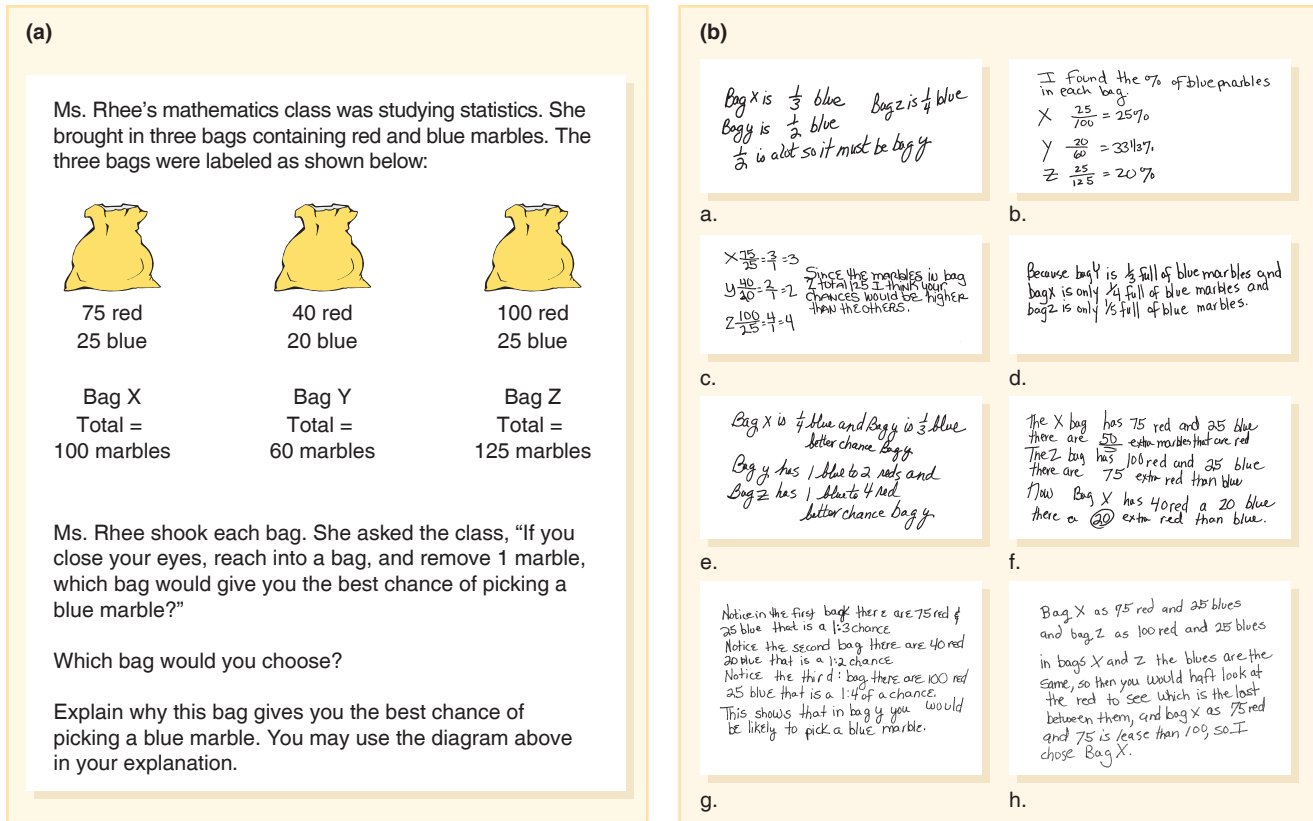 (a)
Ms. Rhee's mathematics class was studying statistics. She
brought in three bags containing red and blue marbles. The
three bags were labeled as shown below:
75 red
25 blue
40 red
20 blue
100 red
25 blue
Bag X
Total =
100 marbles
Bag Y
Total =
60 marbles
Bag Z
Total =
125 marbles
Ms. Rhee shook each bag. She asked the class, "If you
close your eyes, reach into a bag, and remove 1 marble,
which bag would give you the best chance of picking a
blue marble?"
Which bag would you choose?
Explain why this bag gives you the best chance of
picking a blue marble. You may use the diagram above
in your explanation.
(b)
Bag X is 1/3 blue Bag Z is 1/4 blue
Bag y is 1/2 blue
1/2 is alot so it must be bag y
a.
I found the % of blue marbles
in each bag.
X 25/100 = 25%
Y 20/60 = 33 1/3%
Z 25/125 = 20%
b.
X 75/25 = 3/1 = 3
Y 40/20 = 2/1 = 2
Z 100/25 = 4/1 = 4
Since the marbles in bag
Z total 125 I think your
chances would be higher
than the others.
c.
Because bag Y is 1/3 full of blue marbles and
bag X is only 1/4 full of blue marbles and
bag Z is only 1/5 full of blue marbles.
d.
Bag X is 1/4 blue and Bag y is 1/3 blue
better chance Bag y
Bag y has 1 blue to 2 reds and
Bag Z has 1 blue to 4 red
better chance bag y
e.
The X bag has 75 red and 25 blue
there are 50 extra marbles that are red
The Z bag has 100 red and 25 blue
there are 75 extra red than blue
Now Bag X has 40 red a 20 blue
there a 20 extra red than blue.
f.
Notice in the first bag there are 75 red &
25 blue that is a 1:3 chance
Notice the second bag there are 40 red
20 blue that is a 1:2 chance
Notice the third: bag there are 100 red
25 blue that is a 1:4 of a chance.
This shows that in bag y you would
be likely to pick a blue marble.
g.
Bag X as 75 red and 25 blues
and bag Z as 100 red and 25 blues
in bags X and Z the blues are the
same, so then you would haft look at
the red to see which is the lest
between them, and bag X as 75 red
and 75 is lease than 100, so I
chose Bag X.
h.